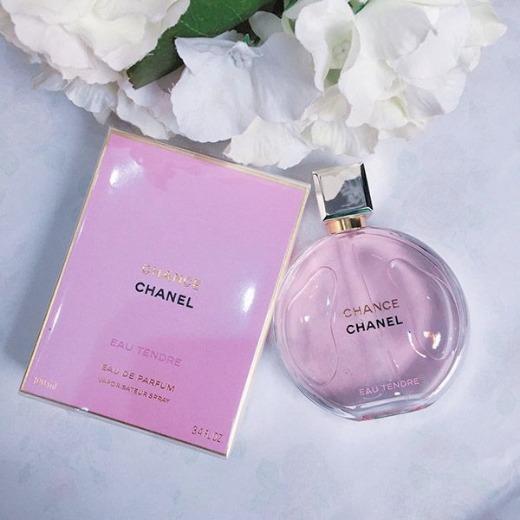 CHANCE
CHANEL
EAU TENDRE
EAU DE PARFUM
VAPORISATEUR SPRAY
100ml
3.4 FL.OZ
CHANCE
CHANEL
EAU TENDRE